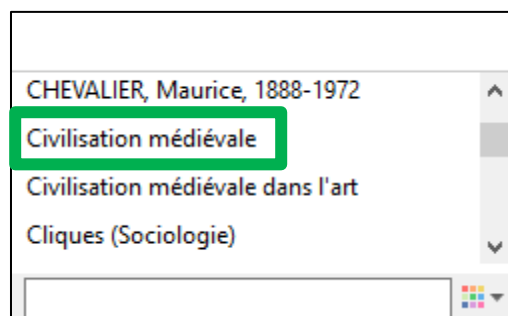 CHEVALIER, Maurice, 1888-1972
Civilisation médiévale
Civilisation médiévale dans l'art
Cliques (Sociologie)